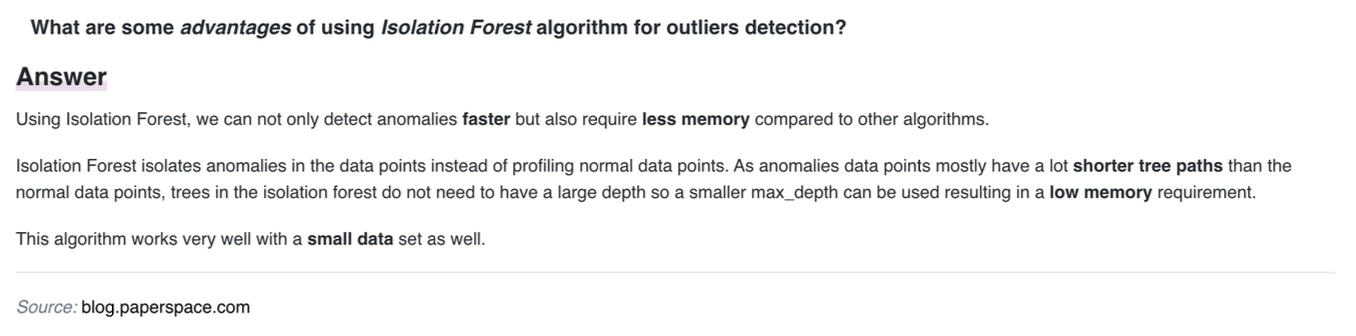 What are some advantages of using Isolation Forest algorithm for outliers detection?
Answer
Using Isolation Forest, we can not only detect anomalies faster but also require less memory compared to other algorithms.
Isolation Forest isolates anomalies in the data points instead of profiling normal data points. As anomalies data points mostly have a lot shorter tree paths than the
normal data points, trees in the isolation forest do not need to have a large depth so a smaller max_depth can be used resulting in a low memory requirement.
This algorithm works very well with a small data set as well.
Source: blog.paperspace.com